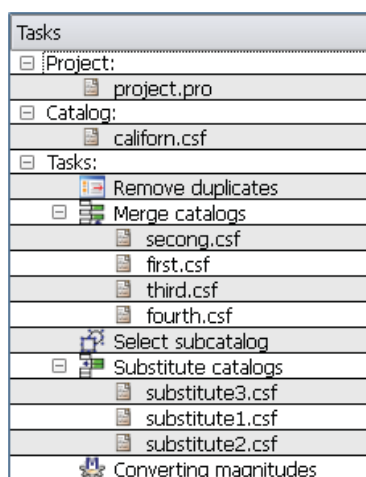 Tasks
Project:
project.pro
Catalog:
californ.csf
Tasks:
Remove duplicates
Merge catalogs
secong.csf
first.csf
third.csf
fourth.csf
Select subcatalog
Substitute catalogs
substitute3.csf
substitute1.csf
substitute2.csf
Converting magnitudes